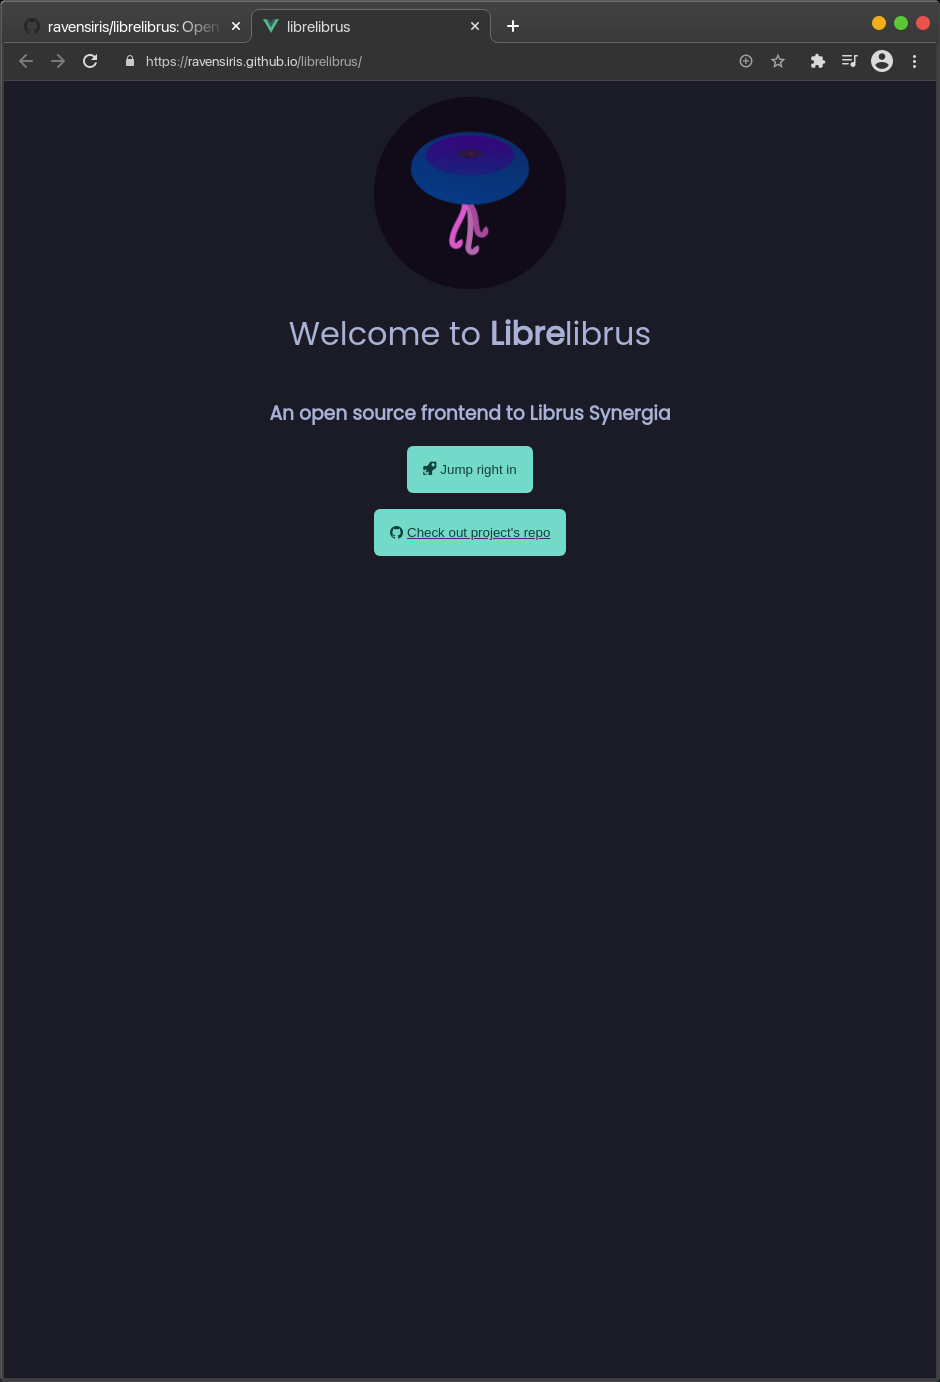 ravensiris/librelibrus: Open
librelibrus
https://ravensiris.github.io/librelibrus/
Welcome to Librelibrus
An open source frontend to Librus Synergia
Jump right in
Check out project's repo